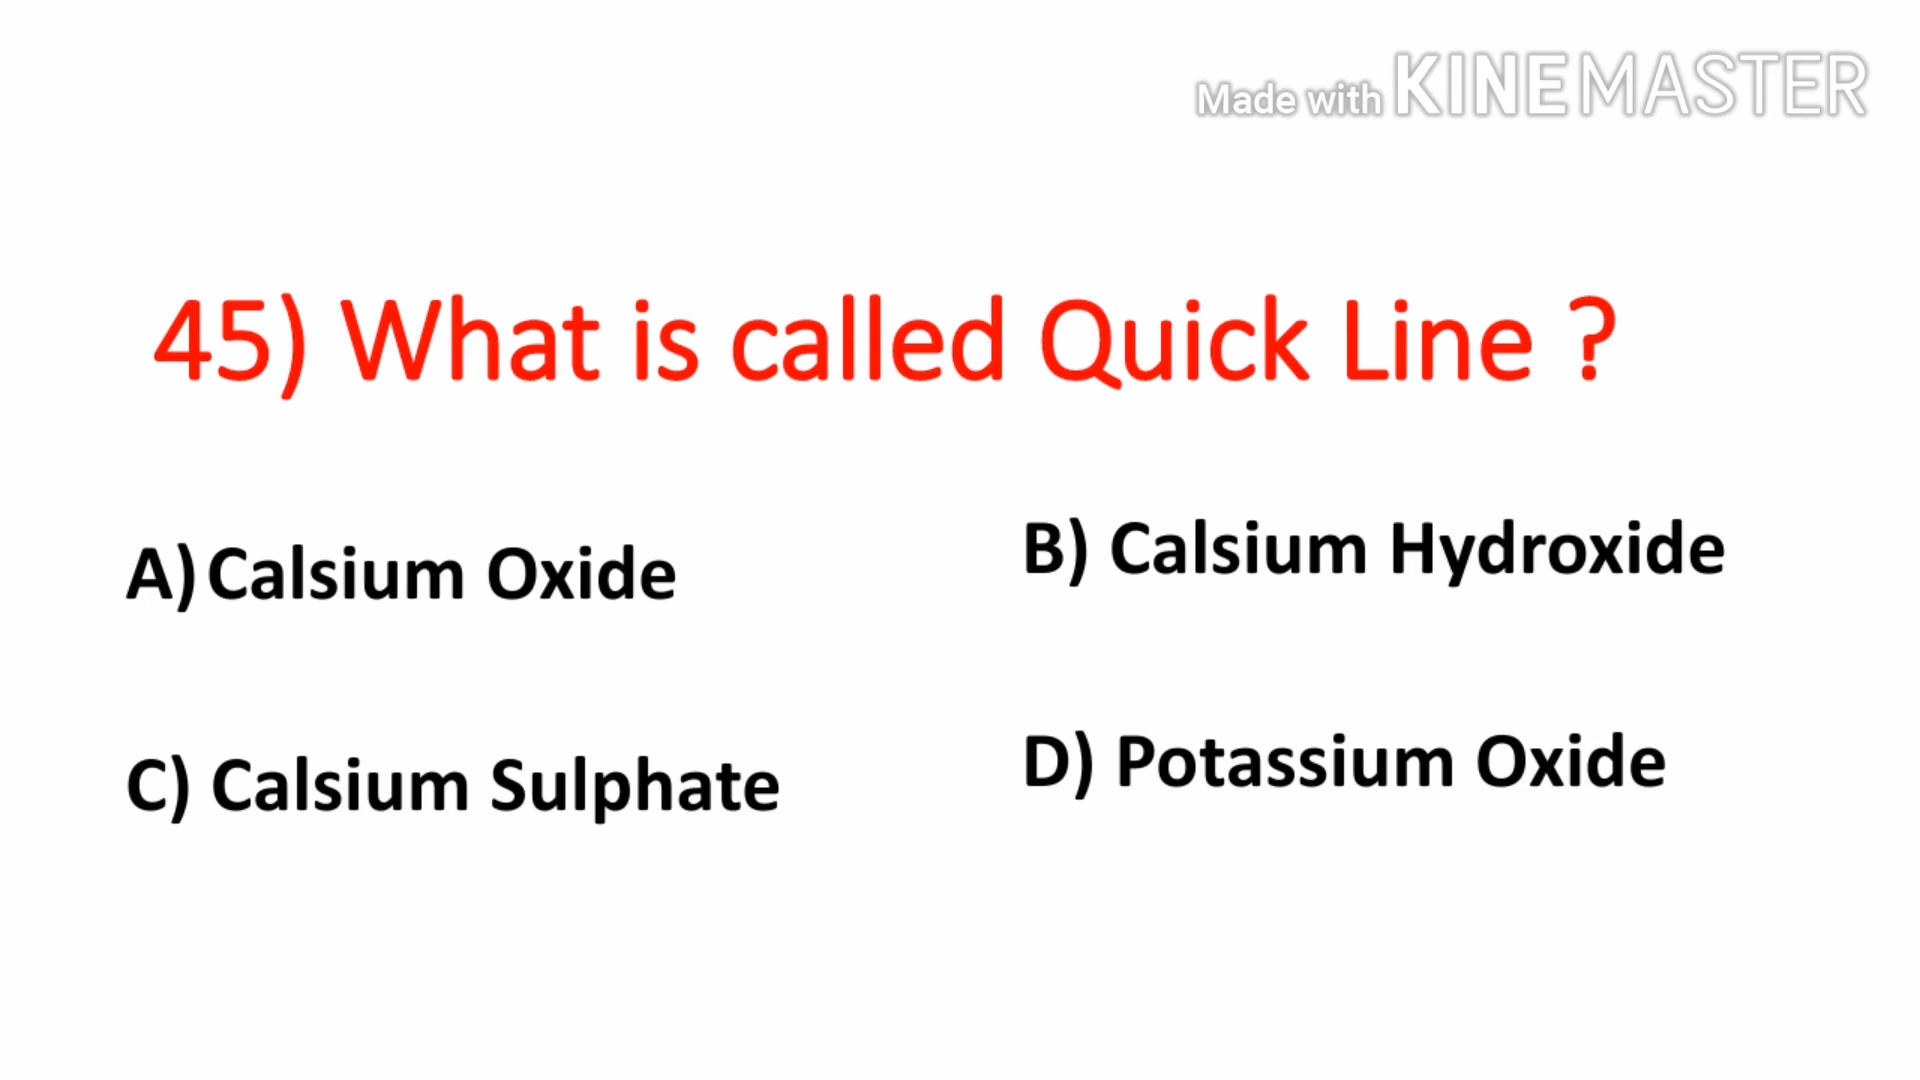 Made with KINEMASTER
45) What is called Quick Line ?
A) Calsium Oxide
B) Calsium Hydroxide
C) Calsium Sulphate
D) Potassium Oxide